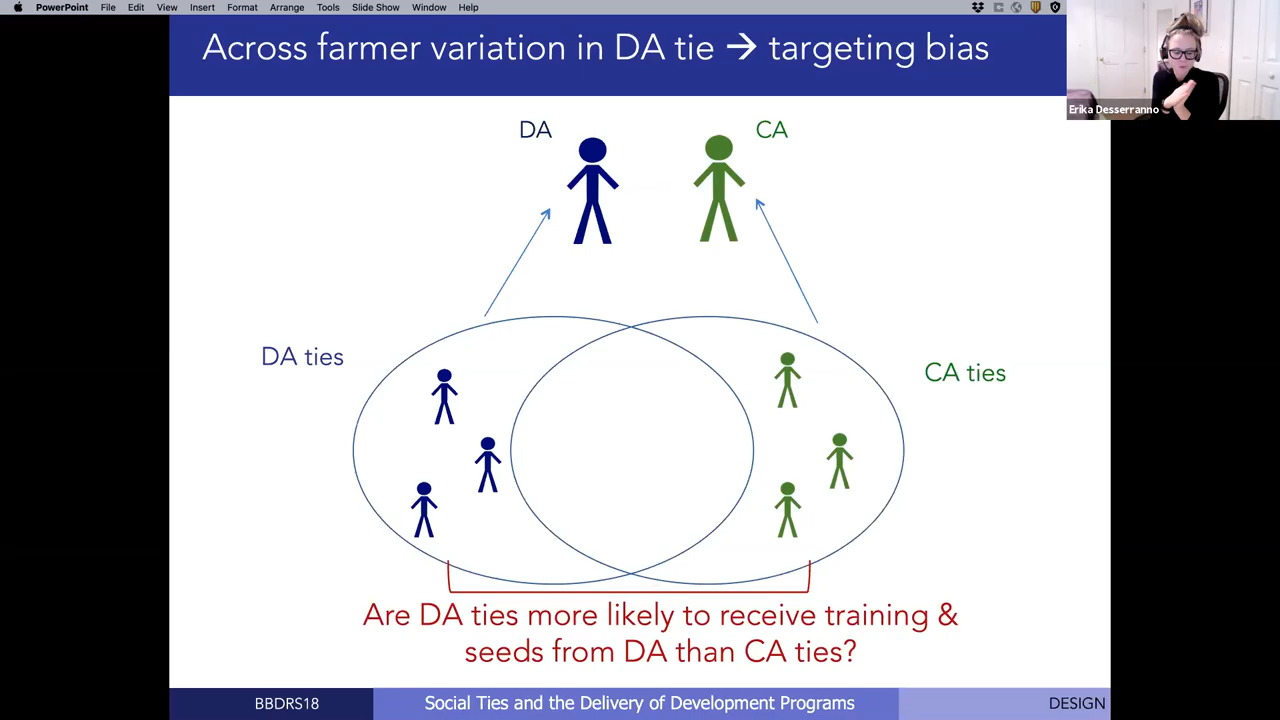 PowerPoint File Edit View Insert Format Arrange Tools Slide Show Window Help
Across farmer variation in DA tie → targeting bias
Erika Desserranno
DA
CA
DA ties
CA ties
Are DA ties more likely to receive training &
seeds from DA than CA ties?
BBDRS18
Social Ties and the Delivery of Development Programs
DESIGN